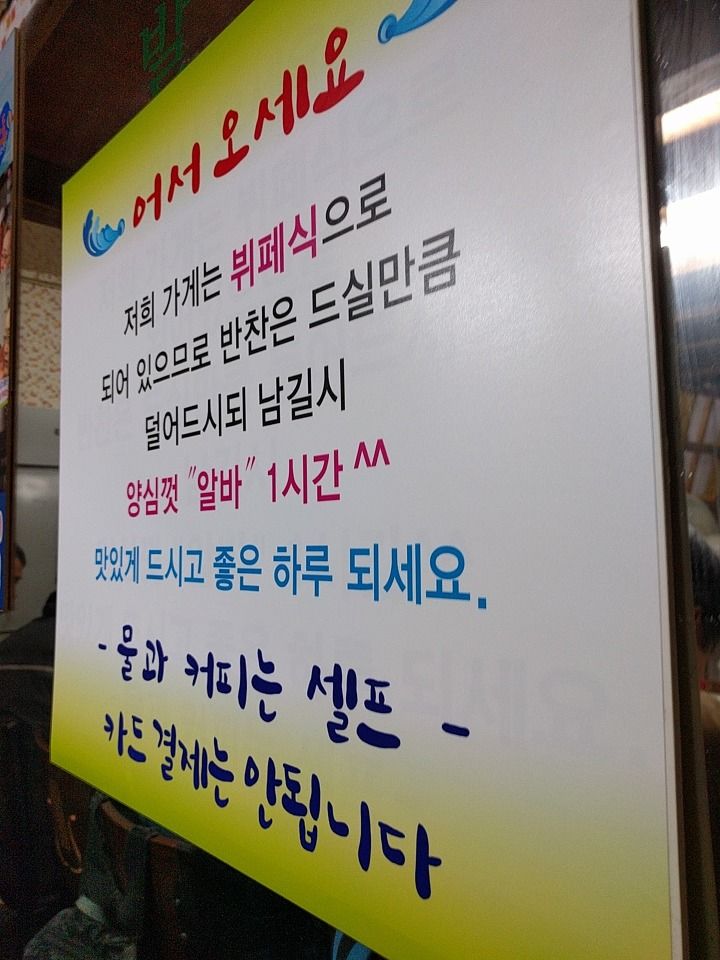 어서 오세요
저희 가게는 뷔페식으로
되어 있으므로 반찬은 드실만큼
덜어드시되 남길시
양심껏 "알바" 1시간 ^^
맛있게 드시고 좋은 하루 되세요.
- 물과 커피는 셀프 -
카드 결제는 안됩니다